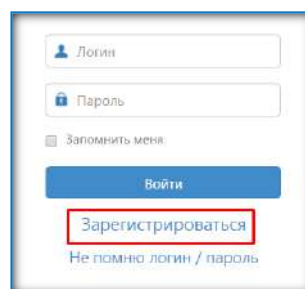 Логин
Пароль
Запомнить меня
Войти
Зарегистрироваться
Не помню логин / пароль